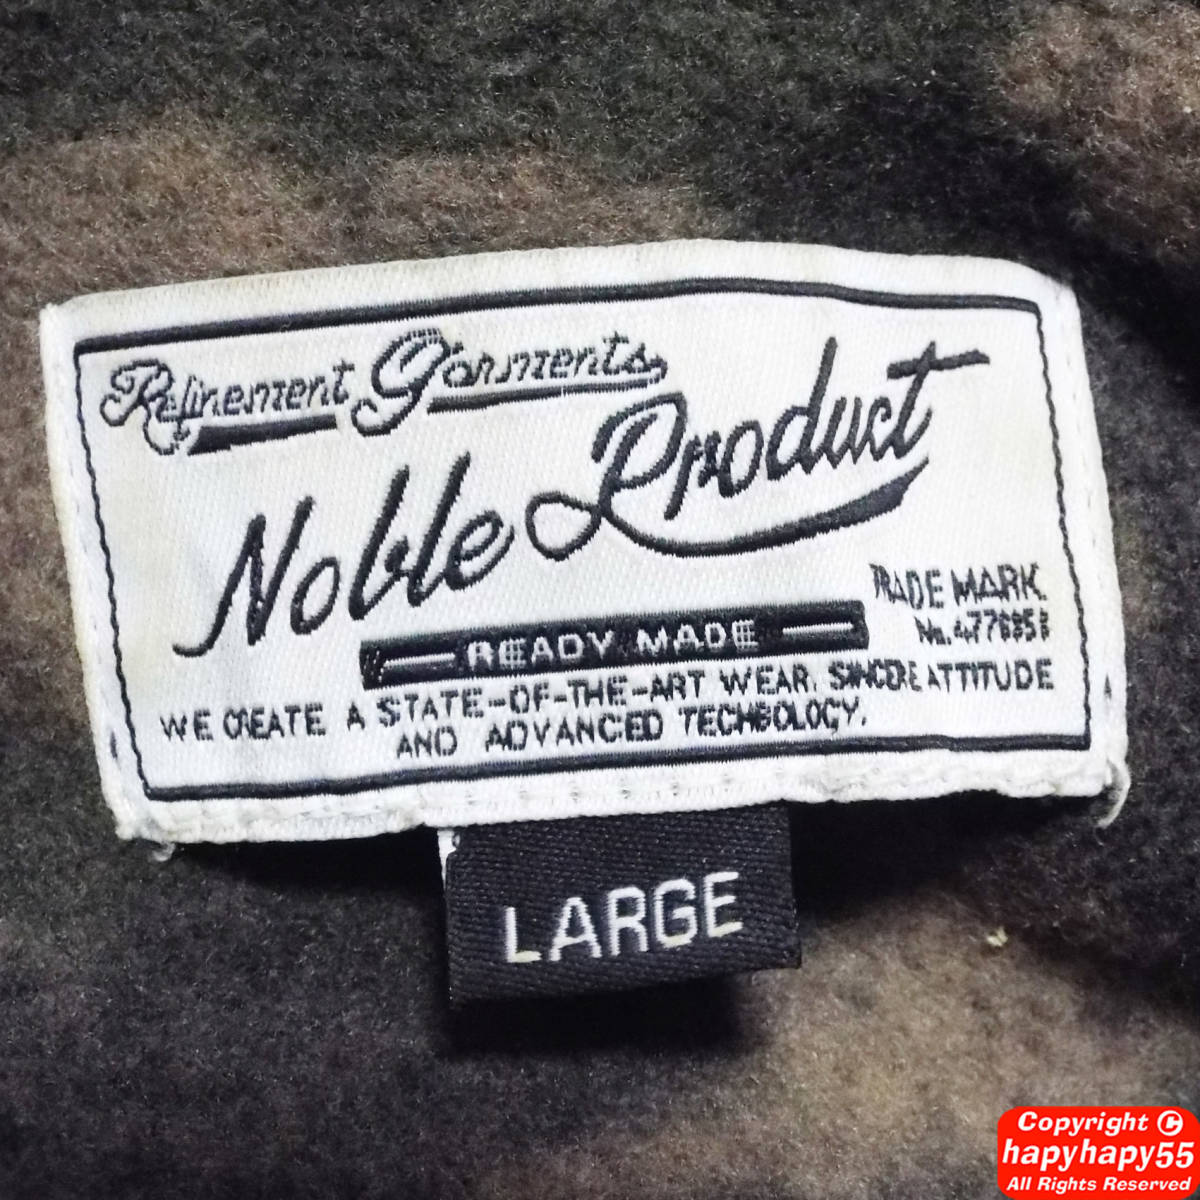 Refinement Garments
Noble Product
TRADE MARK.
READY MADE
WE CREATE A STATE-OF-THE-ART WEAR. SINCERE ATTITUDE
AND ADVANCED TECHNOLOGY.
LARGE
Copyright ©
hapyhapy55
All Rights Reserved